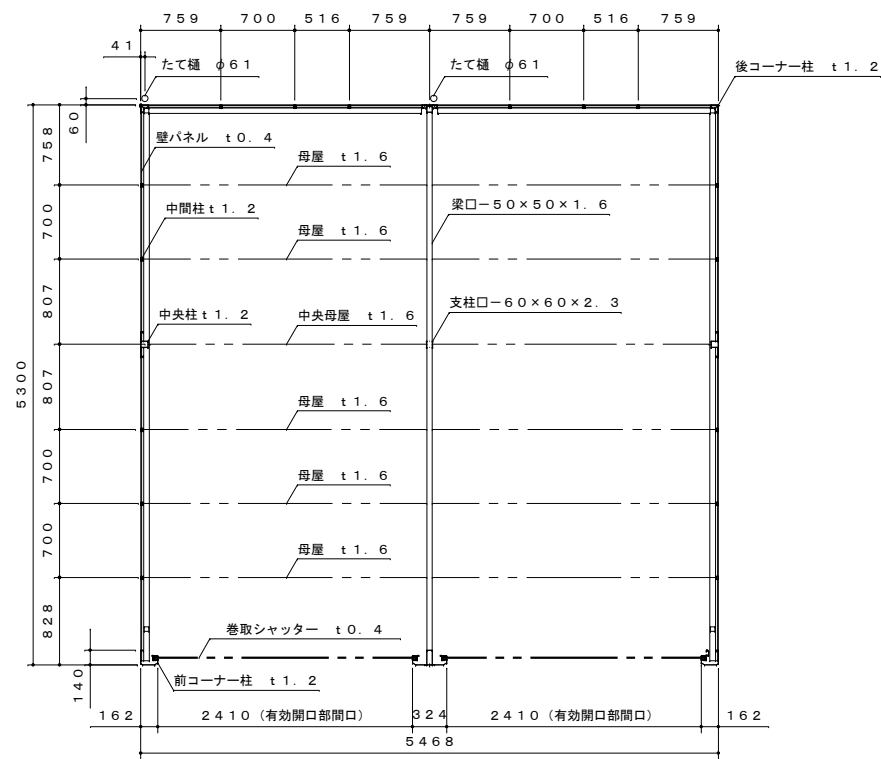 759 700 516 759 759 700 516 759
41
たて樋 φ61
たて樋 φ61
後コーナー柱 t1.2
60
758
壁パネル t0.4
母屋 t1.6
700
中間柱t1.2
梁口－50×50×1.6
母屋 t1.6
807
中央柱t1.2
中央母屋 t1.6
支柱口－60×60×2.3
5300
807
母屋 t1.6
700
母屋 t1.6
700
母屋 t1.6
828
巻取シャッター t0.4
140
前コーナー柱 t1.2
162 2410(有効開口部間口) 324 2410(有効開口部間口) 162
5468